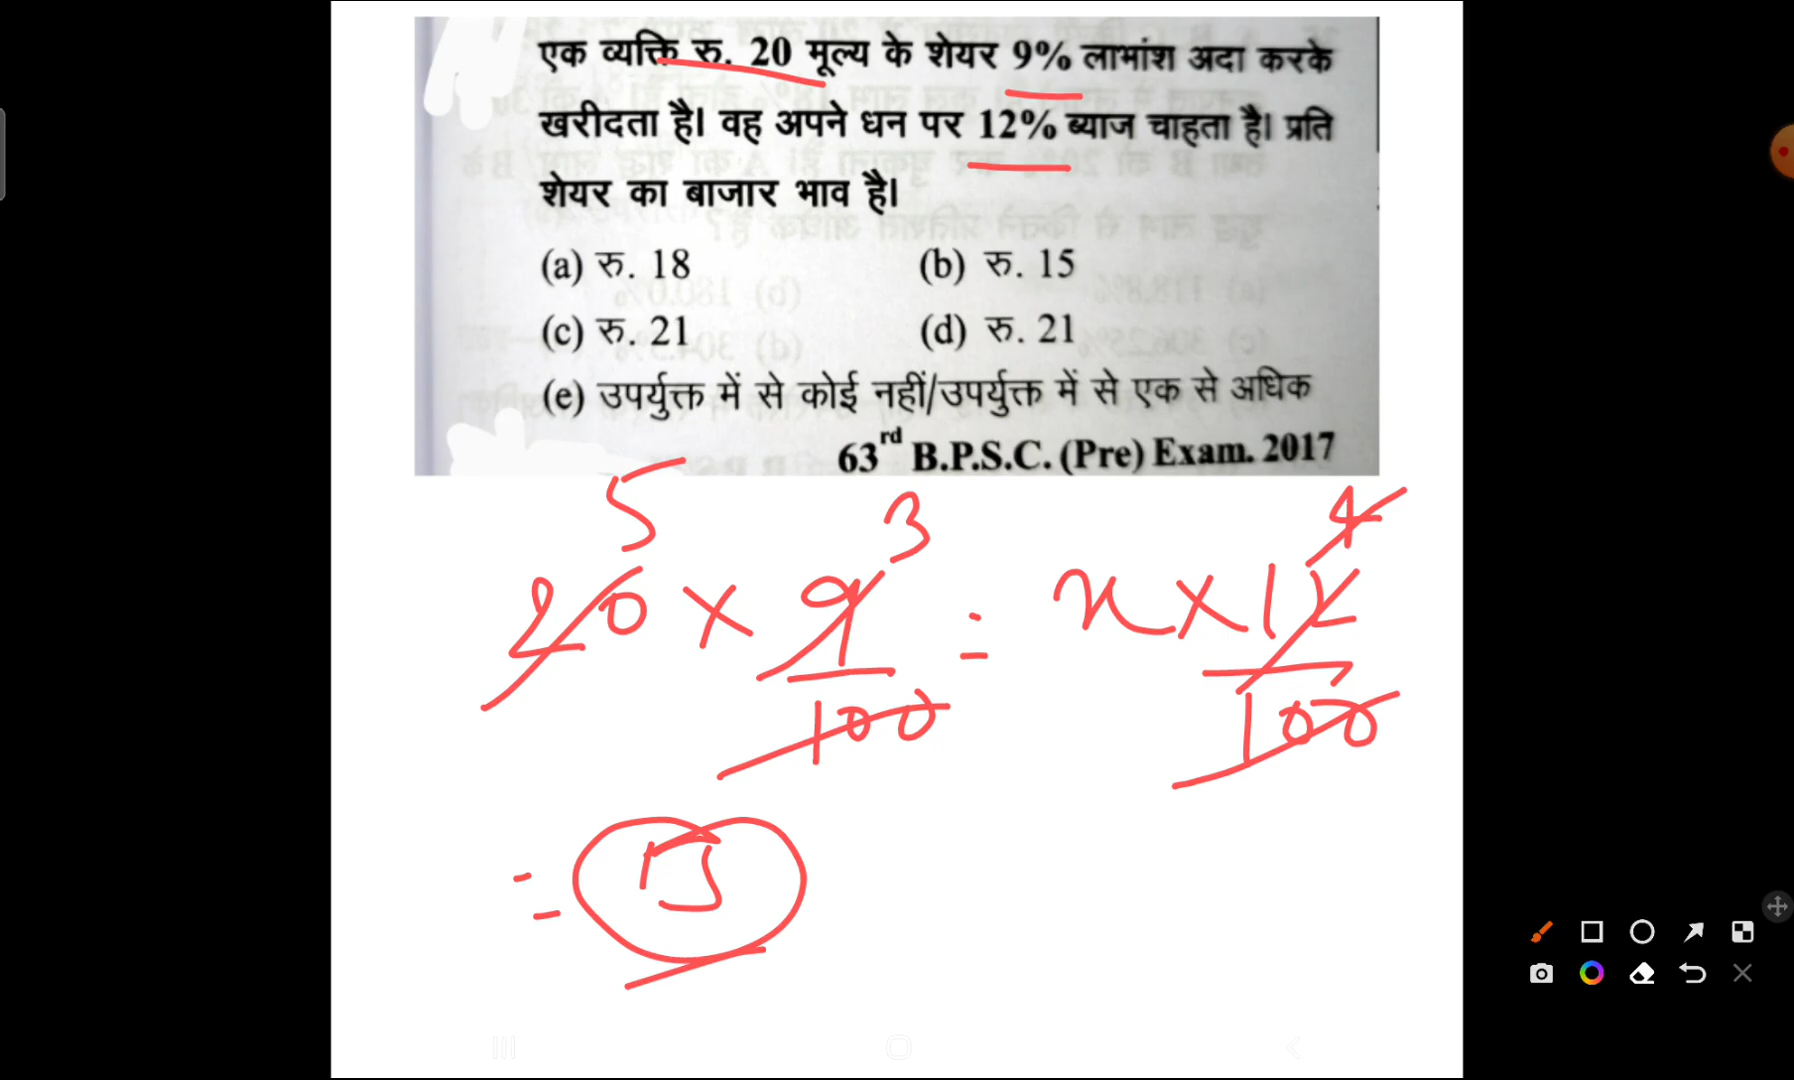 एक व्यक्ति रु. 20 मूल्य के शेयर 9% लाभांश अदा करके
खरीदता है। वह अपने धन पर 12% ब्याज चाहता है। प्रति
शेयर का बाजार भाव है।
(a) रु. 18 (b) रु. 15
(c) रु. 21 (d) रु. 21
(e) उपर्युक्त में से कोई नहीं/उपर्युक्त में से एक से अधिक
63rd B.P.S.C. (Pre) Exam. 2017
5 3 4
20 × 9 = x × 12
100 100
= 15